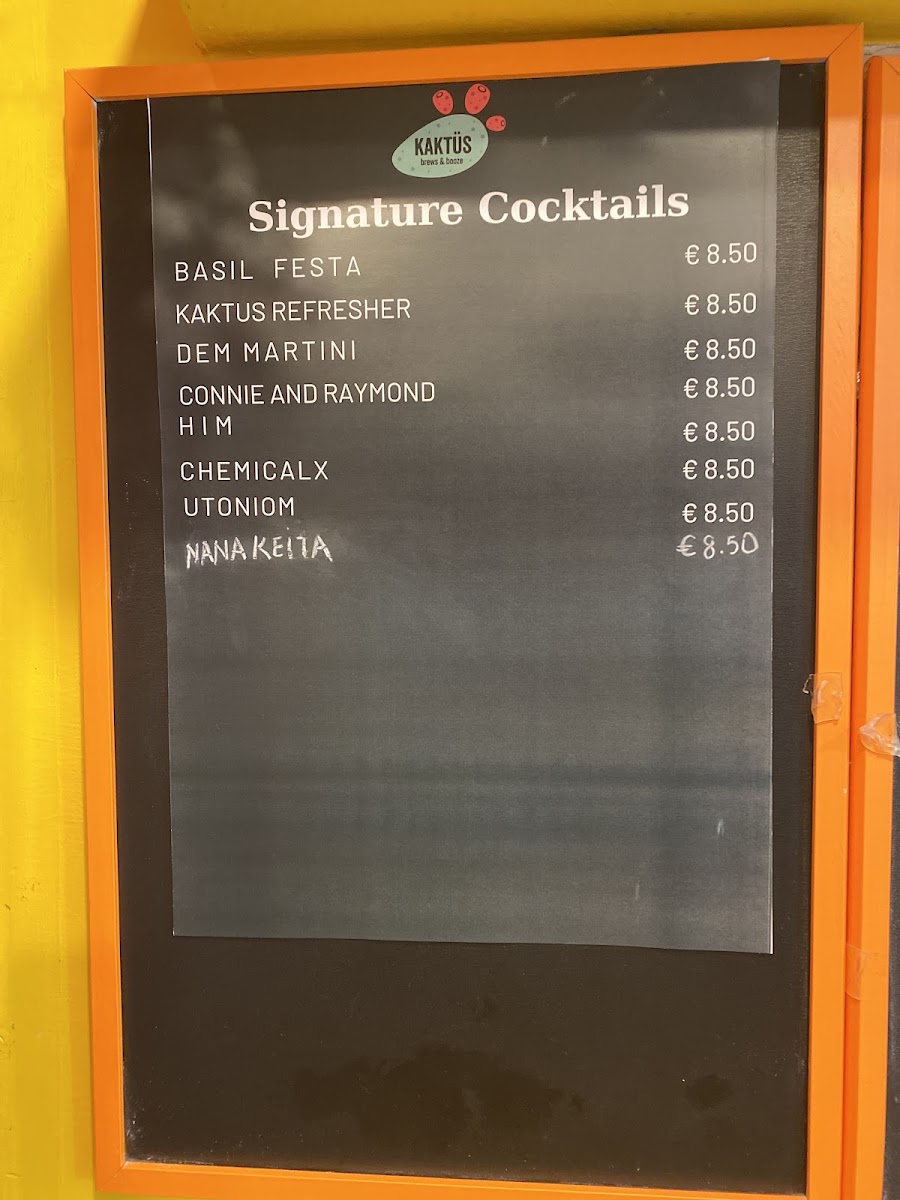 KAKTÜS
brews & booze
Signature Cocktails
BASIL FESTA € 8.50
KAKTUS REFRESHER € 8.50
DEM MARTINI € 8.50
CONNIE AND RAYMOND € 8.50
HIM € 8.50
CHEMICALX € 8.50
UTONIOM € 8.50
NANA KEITA € 8.50